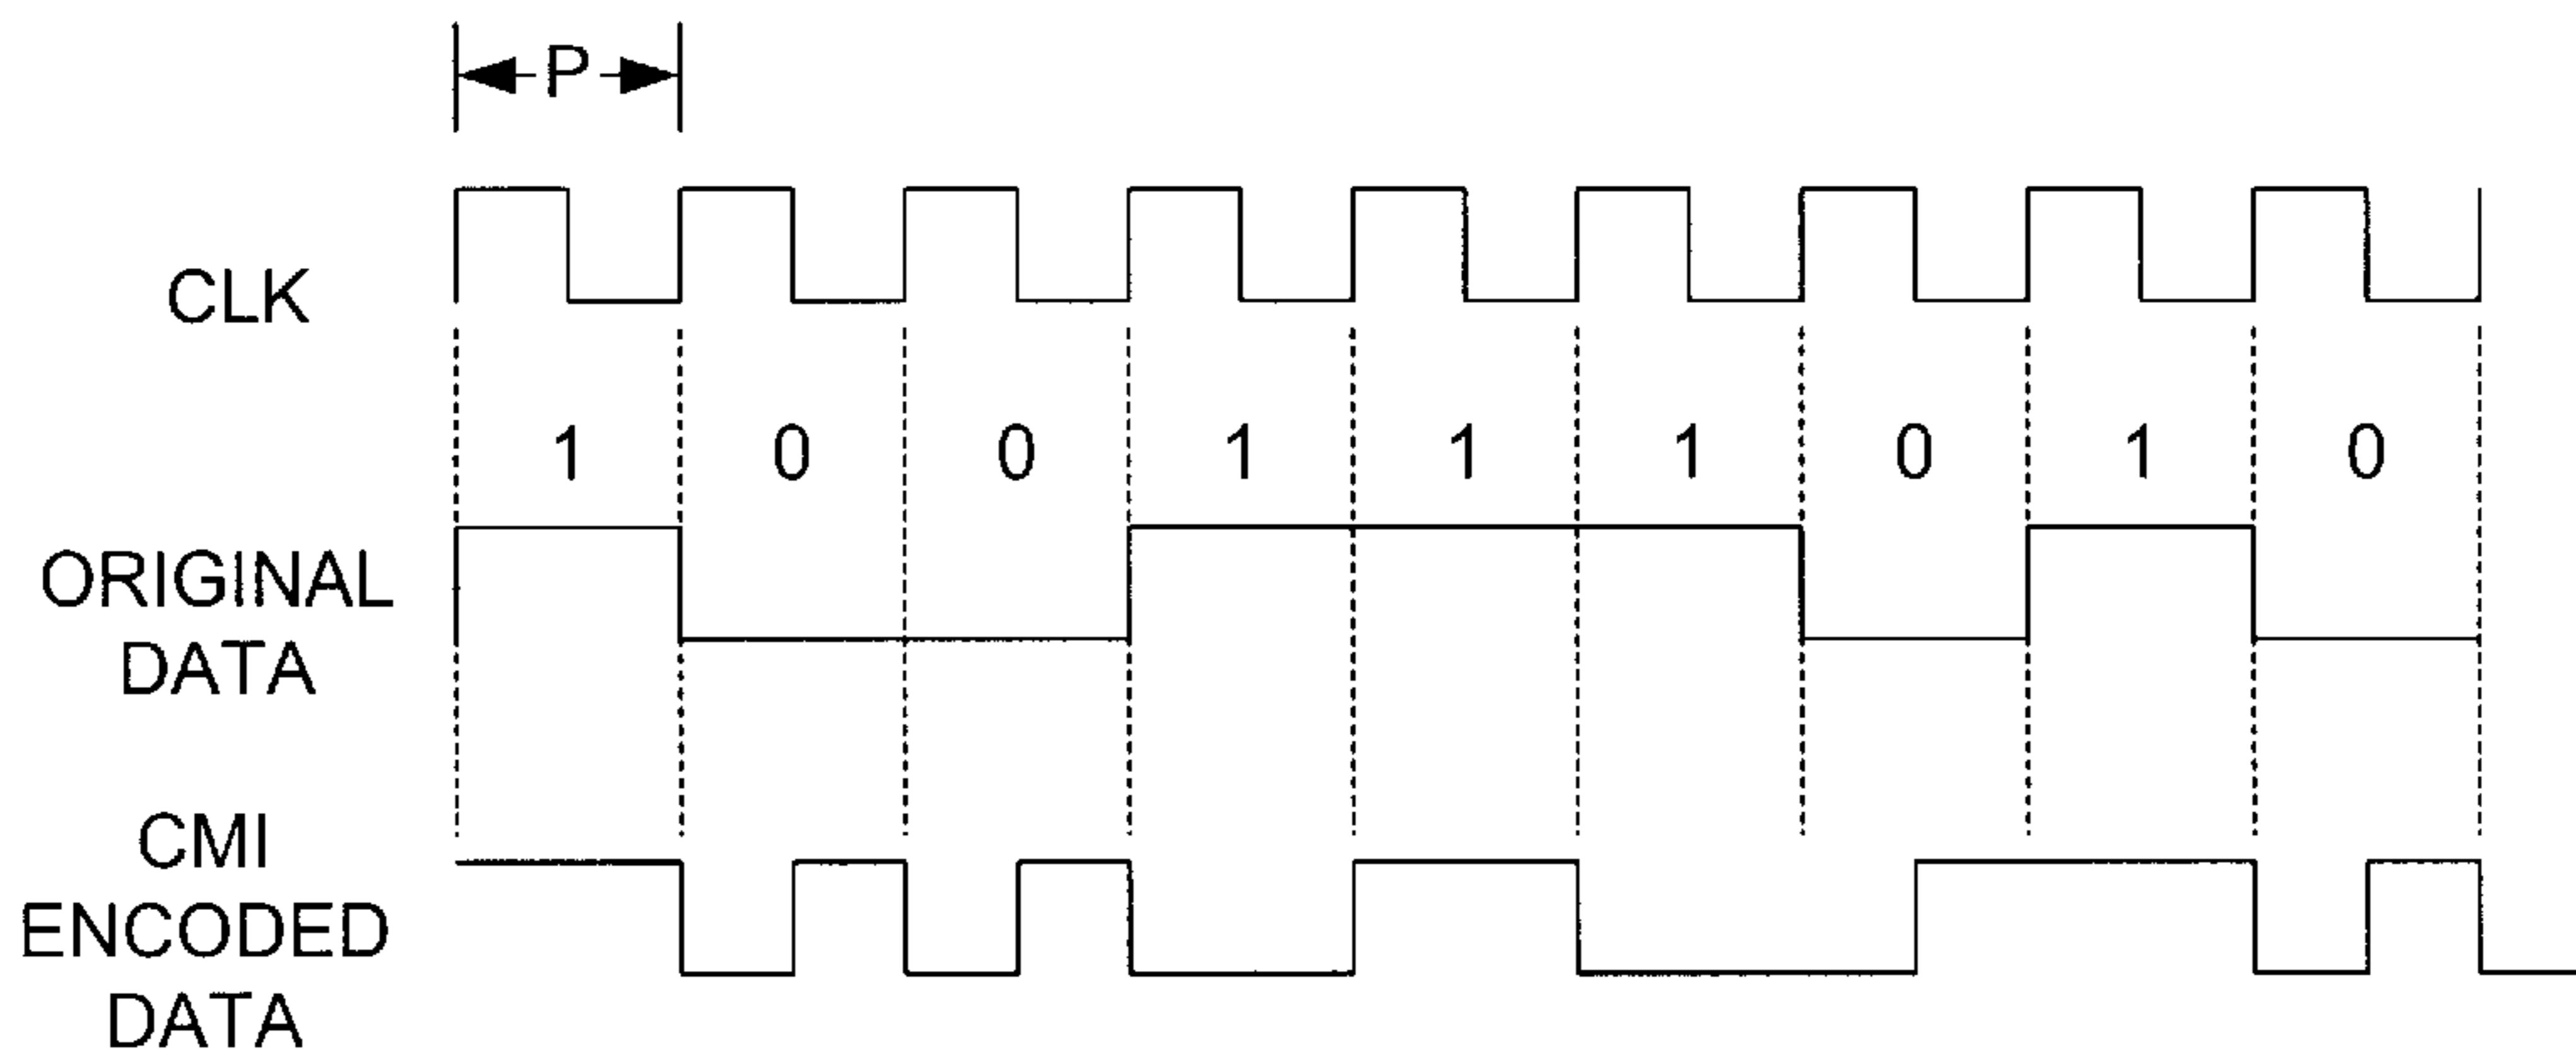 P
CLK
1 0 0 1 1 1 0 1 0
ORIGINAL
DATA
CMI
ENCODED
DATA